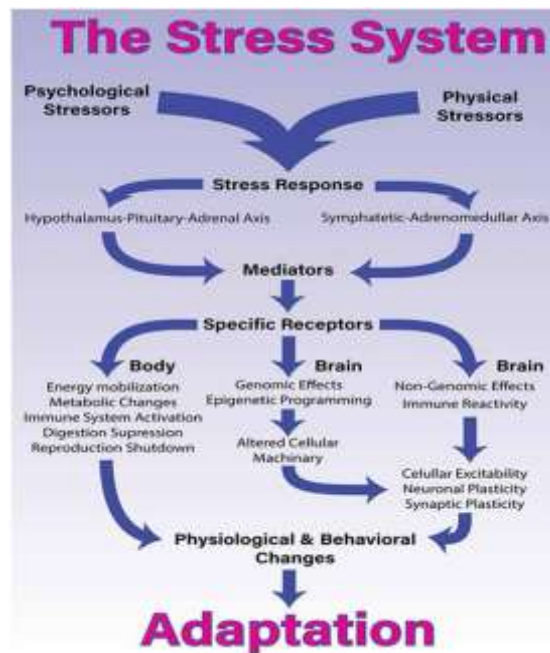 The Stress System
Psychological
Stressors
Physical
Stressors
Stress Response
Hypothalamus-Pituitary-Adrenal Axis
Symphatetic-Adrenomedullar Axis
Mediators
Specific Receptors
Body
Energy mobilization
Metabolic Changes
Immune System Activation
Digestion Supression
Reproduction Shutdown
Brain
Genomic Effects
Epigenetic Programming
Altered Cellular
Machinary
Brain
Non-Genomic Effects
Immune Reactivity
Celullar Excitability
Neuronal Plasticity
Synaptic Plasticity
Physiological & Behavioral
Changes
Adaptation